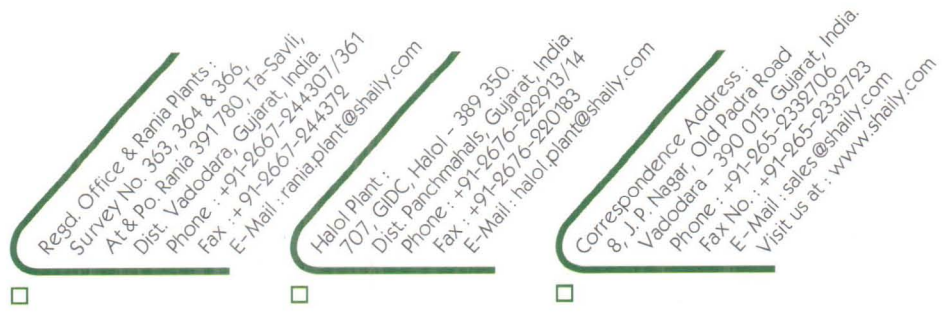 Regd. Office & Rania Plants :
Survey No. 363, 364 & 366,
At & Po. Rania 391 780, Ta-Savli,
Dist. Vadodara, Gujarat, India.
Phone : +91-2667-244307/361
Fax : + 91-2667-244372
E-Mail : rania.plant@shaily.com
Halol Plant :
707, GIDC, Halol - 389 350.
Dist. Panchmahals, Gujarat, India.
Phone : +91-2676-222913/14
Fax : +91-2676-220183
E-Mail : halol.plant@shaily.com
Correspondence Address :
8, J. P. Nagar, Old Padra Road
Vadodara - 390 015, Gujarat, India.
Phone : +91-265-2332706
Fax No. : +91-265-2332723
E- Mail : sales@shaily.com
Visit us at : www.shaily.com